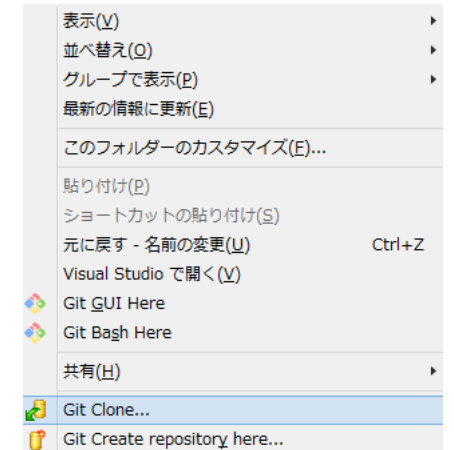 表示(V)
並べ替え(O)
グループで表示(P)
最新の情報に更新(E)
このフォルダーのカスタマイズ(F)...
貼り付け(P)
ショートカットの貼り付け(S)
元に戻す - 名前の変更(U) Ctrl+Z
Visual Studio で開く(V)
Git GUI Here
Git Bash Here
共有(H)
Git Clone...
Git Create repository here...